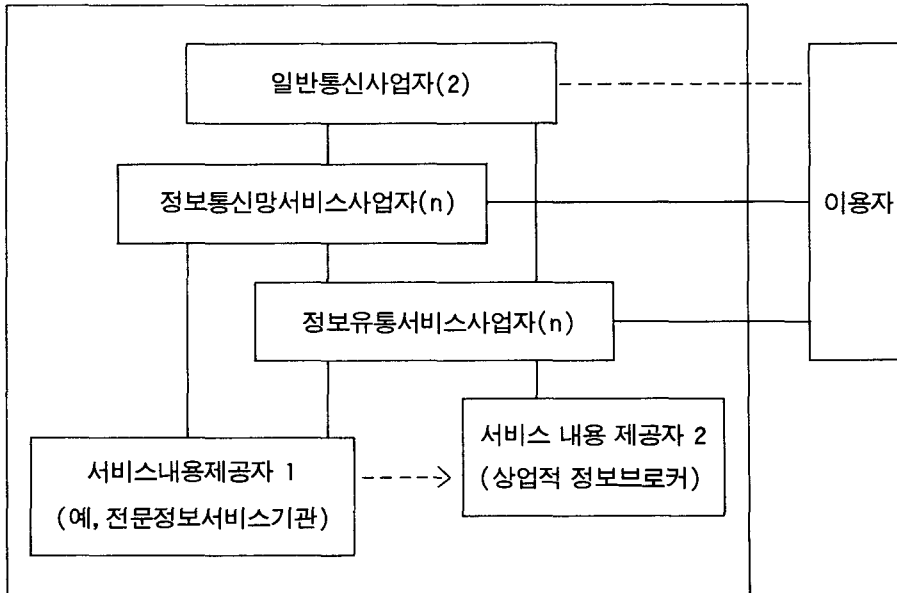 일반통신사업자(2)
정보통신망서비스사업자(n)
이용자
정보유통서비스사업자(n)
서비스 내용 제공자 2
(상업적 정보브로커)
서비스내용제공자 1
(예, 전문정보서비스기관)